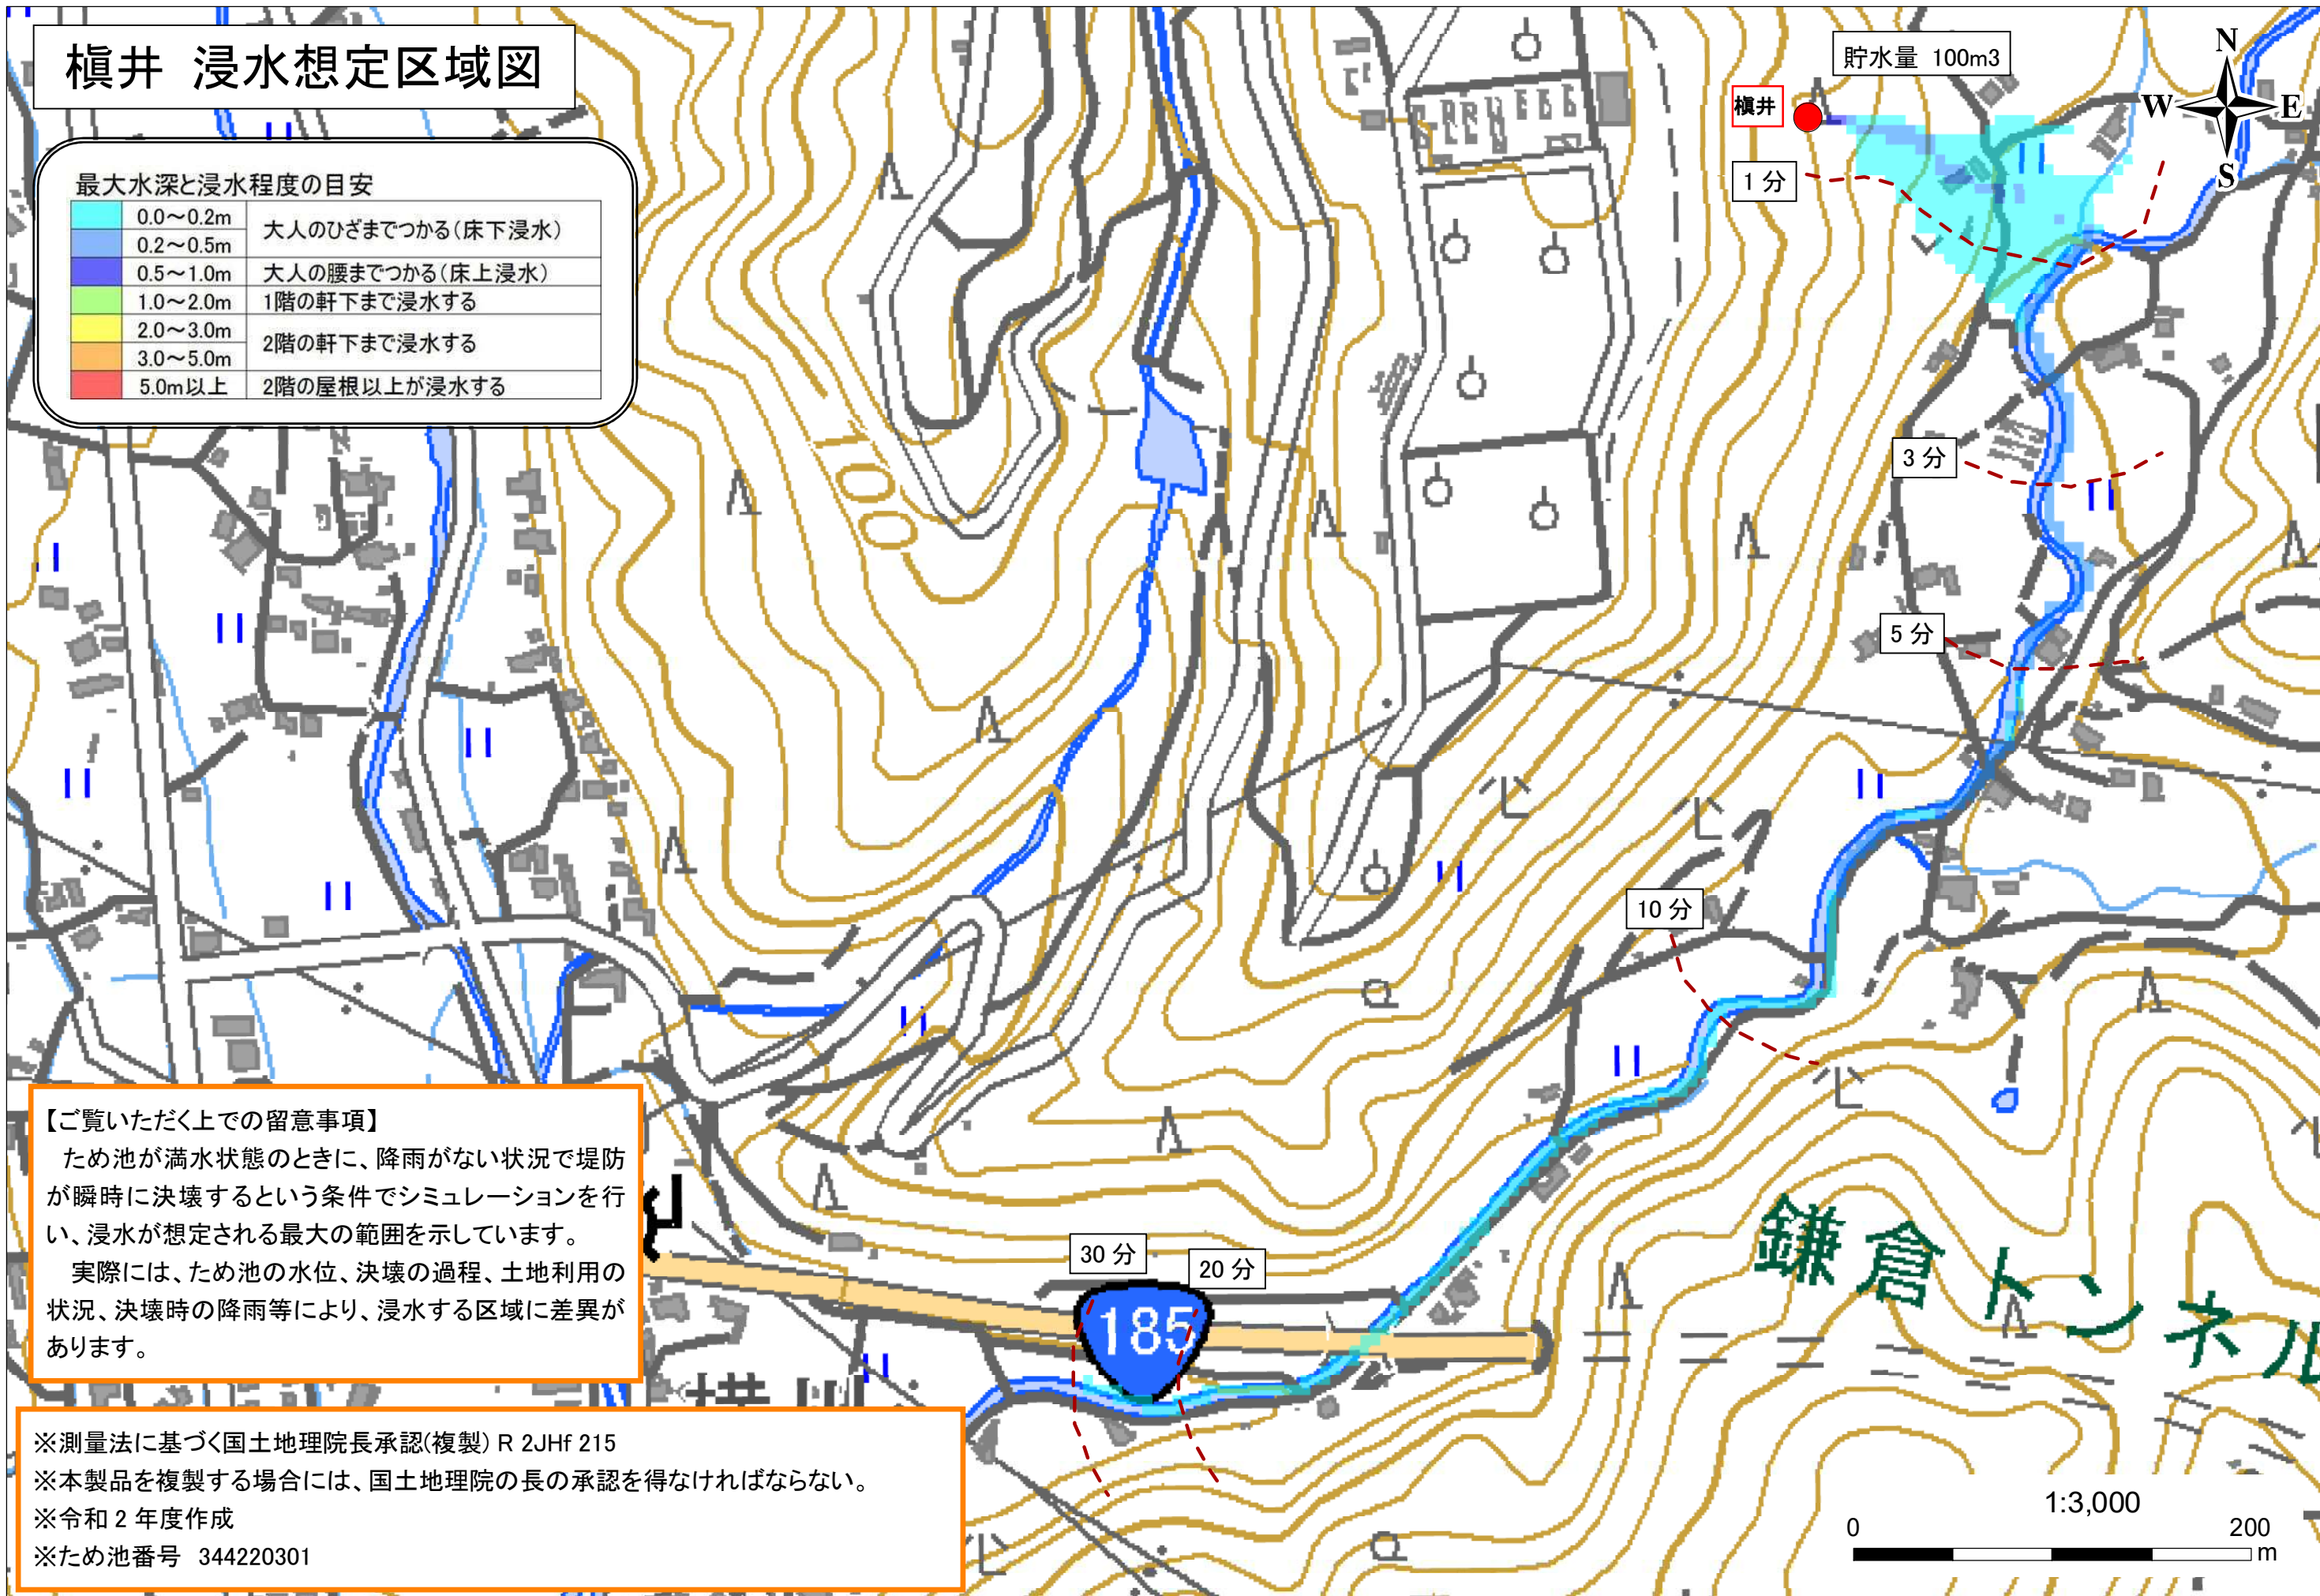 槇井 浸水想定区域図
貯水量 100m3
N
W
E
S
槇井
最大水深と浸水程度の目安
0.0～0.2m
大人のひざまでつかる(床下浸水)
0.2～0.5m
0.5～1.0m 大人の腰までつかる(床上浸水)
1.0～2.0m 1階の軒下まで浸水する
2.0～3.0m
2階の軒下まで浸水する
3.0～5.0m
5.0m以上 2階の屋根以上が浸水する
1 分
3 分
100
5 分
10 分
【ご覧いただく上での留意事項】
ため池が満水状態のときに、降雨がない状況で堤防
が瞬時に決壊するという条件でシミュレーションを行
い、浸水が想定される最大の範囲を示しています。
実際には、ため池の水位、決壊の過程、土地利用の
状況、決壊時の降雨等により、浸水する区域に差異が
あります。
30 分
20 分
185
鎌倉トンネル
※測量法に基づく国土地理院長承認(複製) R 2JHf 215
※本製品を複製する場合には、国土地理院の長の承認を得なければならない。
※令和 2 年度作成
※ため池番号 344220301
1:3,000
0
200
m